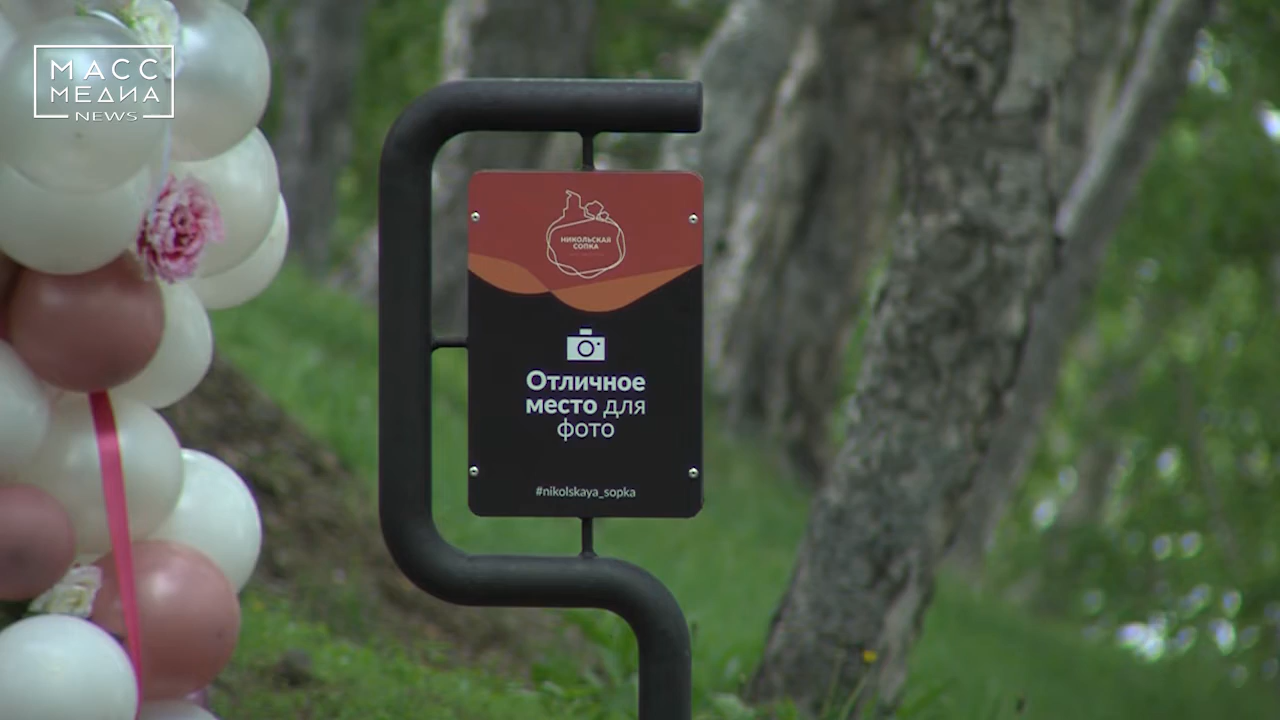 МАСС
МЕДИА
NEWS
НИКОЛЬСКАЯ
СОПКА
Отличное
место для
фото
#nikolskaya_sopka